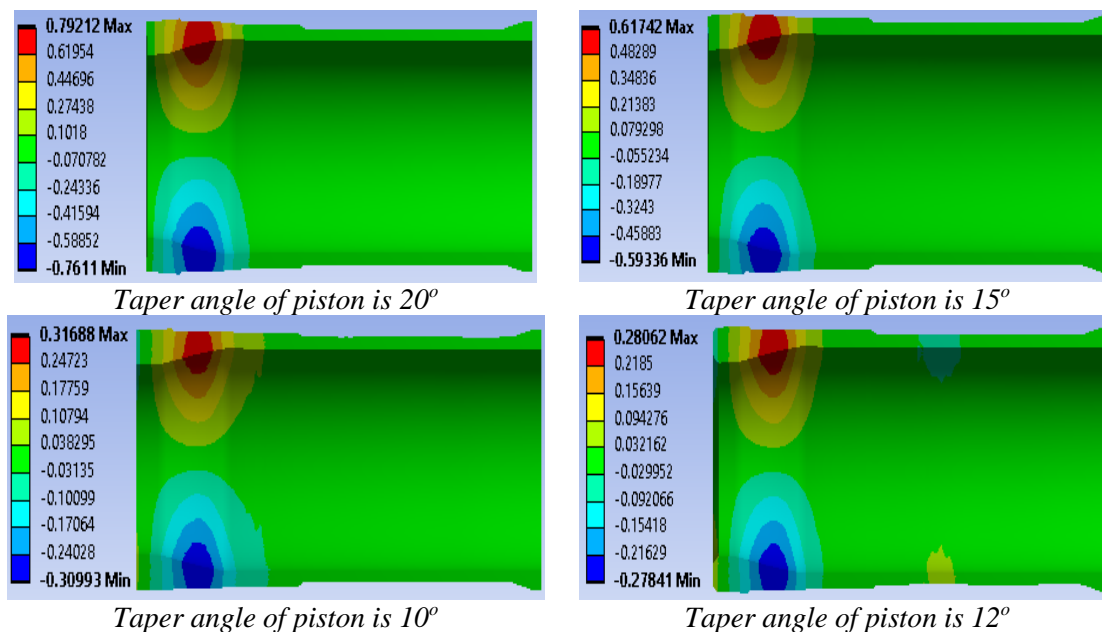 0.79212 Max
0.61954
0.44696
0.27438
0.1018
-0.070782
-0.24336
-0.41594
-0.58852
-0.7611 Min
Taper angle of piston is 20º
0.61742 Max
0.48289
0.34836
0.21383
0.079298
-0.055234
-0.18977
-0.3243
-0.45883
-0.59336 Min
Taper angle of piston is 15º
0.31688 Max
0.24723
0.17759
0.10794
0.038295
-0.03135
-0.10099
-0.17064
-0.24028
-0.30993 Min
Taper angle of piston is 10º
0.28062 Max
0.2185
0.15639
0.094276
0.032162
-0.029952
-0.092066
-0.15418
-0.21629
-0.27841 Min
Taper angle of piston is 12º